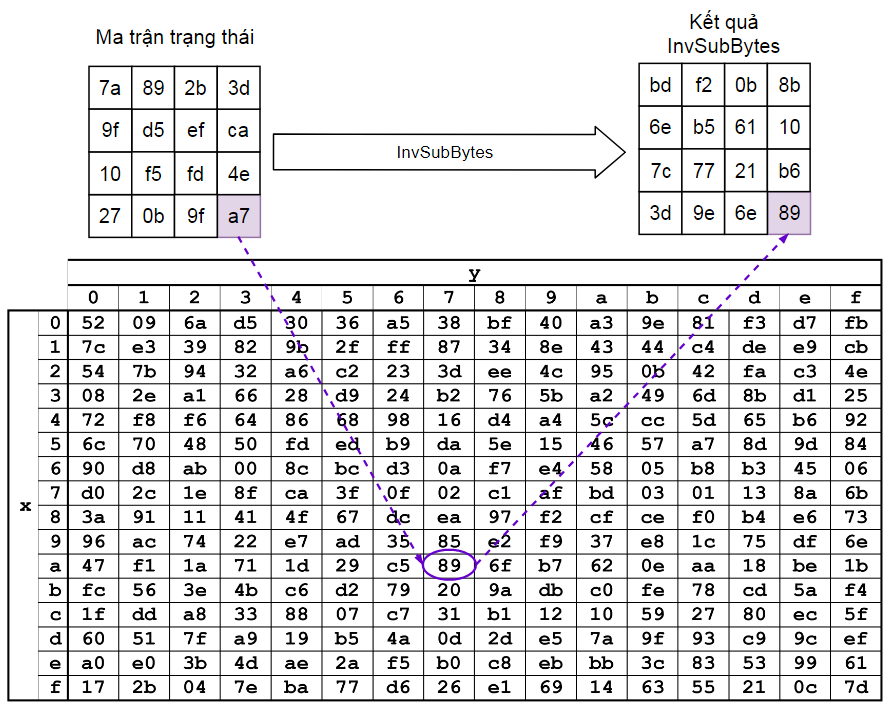 Ma trận trạng thái
Kết quả
InvSubBytes
7a 89 2b 3d
9f d5 ef ca
10 f5 fd 4e
27 0b 9f a7
InvSubBytes
bd f2 0b 8b
6e b5 61 10
7c 77 21 b6
3d 9e 6e 89
y
0 1 2 3 4 5 6 7 8 9 a b c d e f
0 52 09 6a d5 30 36 a5 38 bf 40 a3 9e 81 f3 d7 fb
1 7c e3 39 82 9b 2f ff 87 34 8e 43 44 c4 de e9 cb
2 54 7b 94 32 a6 c2 23 3d ee 4c 95 0b 42 fa c3 4e
3 08 2e a1 66 28 d9 24 b2 76 5b a2 49 6d 8b d1 25
4 72 f8 f6 64 86 68 98 16 d4 a4 5c cc 5d 65 b6 92
5 6c 70 48 50 fd ed b9 da 5e 15 46 57 a7 8d 9d 84
6 90 d8 ab 00 8c bc d3 0a f7 e4 58 05 b8 b3 45 06
7 d0 2c 1e 8f ca 3f 0f 02 c1 af bd 03 01 13 8a 6b
x
8 3a 91 11 41 4f 67 dc ea 97 f2 cf ce f0 b4 e6 73
9 96 ac 74 22 e7 ad 35 85 e2 f9 37 e8 1c 75 df 6e
a 47 f1 1a 71 1d 29 c5 89 6f b7 62 0e aa 18 be 1b
b fc 56 3e 4b c6 d2 79 20 9a db c0 fe 78 cd 5a f4
c 1f dd a8 33 88 07 c7 31 b1 12 10 59 27 80 ec 5f
d 60 51 7f a9 19 b5 4a 0d 2d e5 7a 9f 93 c9 9c ef
e a0 e0 3b 4d ae 2a f5 b0 c8 eb bb 3c 83 53 99 61
f 17 2b 04 7e ba 77 d6 26 e1 69 14 63 55 21 0c 7d